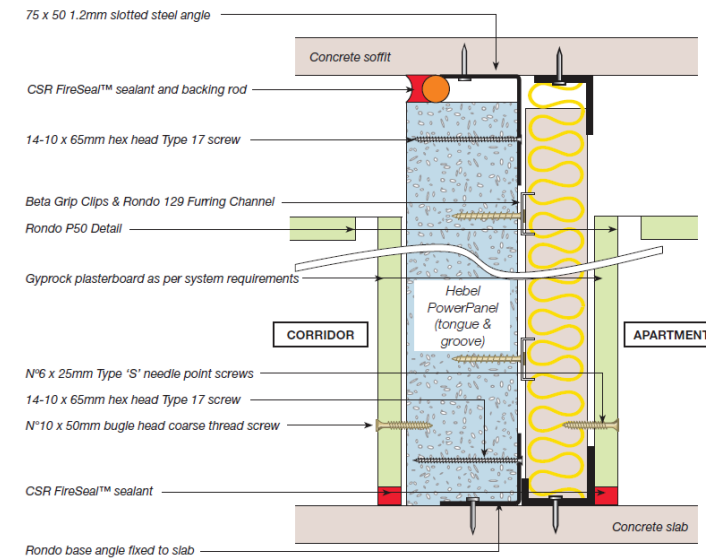 75 x 50 1.2mm slotted steel angle
Concrete soffit
CSR FireSeal™ sealant and backing rod
14-10 x 65mm hex head Type 17 screw
Beta Grip Clips & Rondo 129 Furring Channel
Rondo P50 Detail
Gyprock plasterboard as per system requirements
Hebel
PowerPanel
(tongue &
groove)
CORRIDOR
APARTMENT
Nº6 x 25mm Type ‘S’ needle point screws
14-10 x 65mm hex head Type 17 screw
N°10 x 50mm bugle head coarse thread screw
CSR FireSeal™ sealant
Concrete slab
Rondo base angle fixed to slab